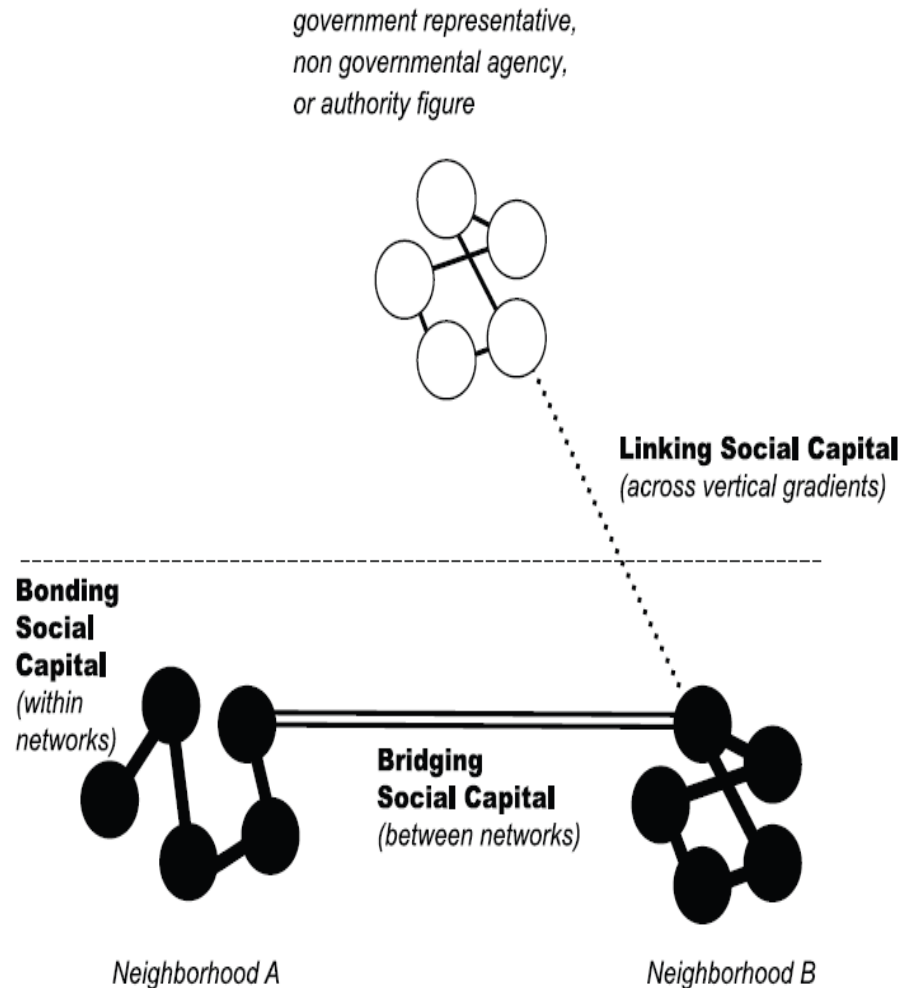 government representative,
non governmental agency,
or authority figure
Linking Social Capital
(across vertical gradients)
Bonding
Social
Capital
(within
networks)
Bridging
Social Capital
(between networks)
Neighborhood A
Neighborhood B